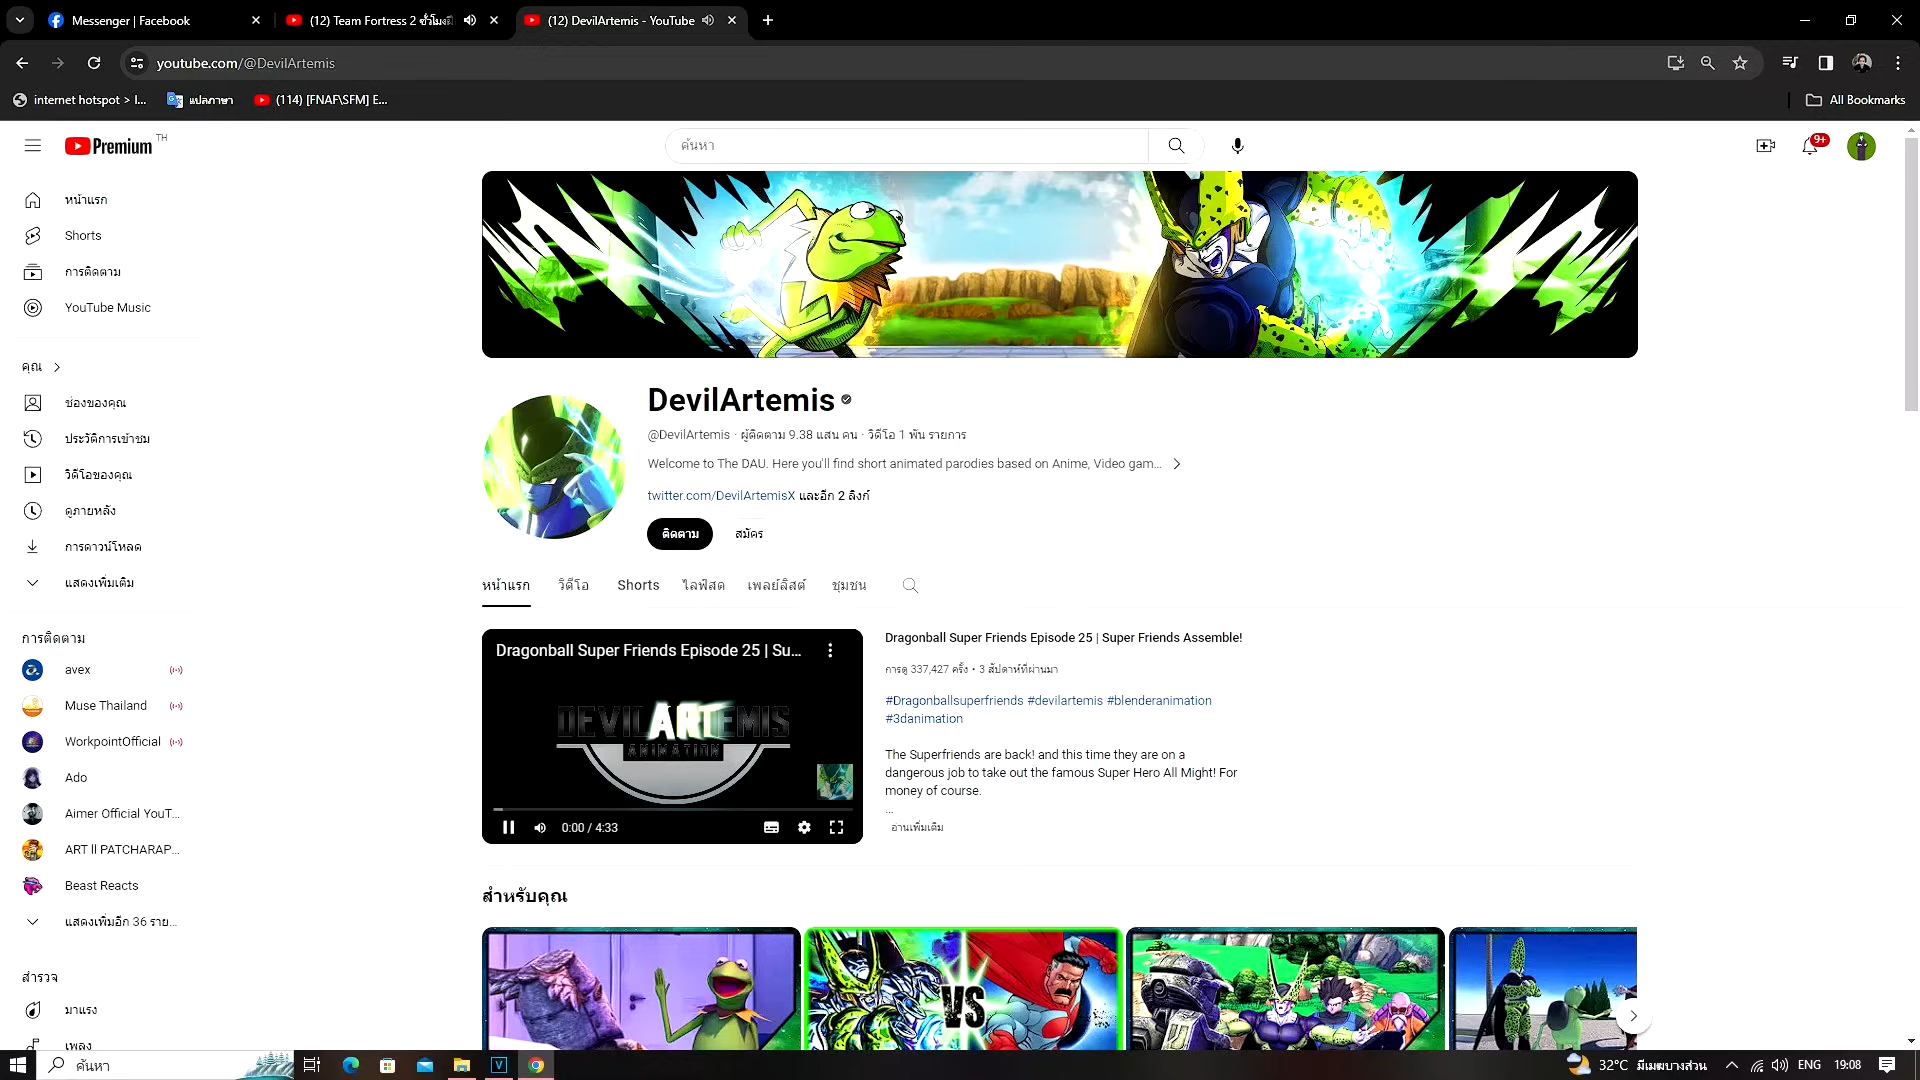 Messenger | Facebook
(12) Team Fortress 2 ชั่วโมงมี
(12) DevilArtemis - YouTube
youtube.com/@DevilArtemis
internet hotspot > I...
แปลภาษา
(114) [FNAF\SFM] E...
All Bookmarks
Premium TH
ค้นหา
9+
หน้าแรก
Shorts
การติดตาม
YouTube Music
คุณ
ช่องของคุณ
ประวัติการเข้าชม
วิดีโอของคุณ
ดูภายหลัง
การดาวน์โหลด
แสดงเพิ่มเติม
การติดตาม
avex
Muse Thailand
WorkpointOfficial
Ado
Aimer Official YouT...
ART ll PATCHARAP...
Beast Reacts
แสดงเพิ่มอีก 36 ราย...
สำรวจ
มาแรง
เพลง
DevilArtemis
@DevilArtemis · ผู้ติดตาม 9.38 แสน คน · วิดีโอ 1 พัน รายการ
Welcome to The DAU. Here you'll find short animated parodies based on Anime, Video gam...
twitter.com/DevilArtemisX และอีก 2 ลิงก์
ติดตาม
สมัคร
หน้าแรก วิดีโอ Shorts ไลฟ์สด เพลย์ลิสต์ ชุมชน
Dragonball Super Friends Episode 25 | Su...
DEVILARTEMIS
ANIMATION
0:00 / 4:33
Dragonball Super Friends Episode 25 | Super Friends Assemble!
การดู 337,427 ครั้ง • 3 สัปดาห์ที่ผ่านมา
#Dragonballsuperfriends #devilartemis #blenderanimation
#3danimation
The Superfriends are back! and this time they are on a
dangerous job to take out the famous Super Hero All Might! For
money of course.
...
อ่านเพิ่มเติม
สำหรับคุณ
VS
ค้นหา
32°C มีเมฆบางส่วน
ENG
19:08